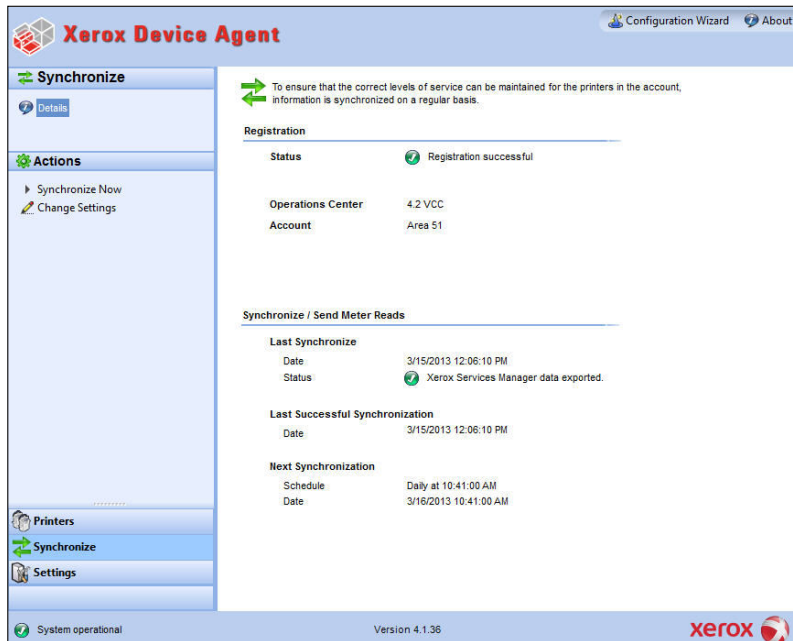 Xerox Device Agent
Configuration Wizard About
Synchronize
Details
Actions
Synchronize Now
Change Settings
Printers
Synchronize
Settings
To ensure that the correct levels of service can be maintained for the printers in the account,
information is synchronized on a regular basis.
Registration
Status Registration successful
Operations Center 4.2 VCC
Account Area 51
Synchronize / Send Meter Reads
Last Synchronize
Date 3/15/2013 12:06:10 PM
Status Xerox Services Manager data exported.
Last Successful Synchronization
Date 3/15/2013 12:06:10 PM
Next Synchronization
Schedule Daily at 10:41:00 AM
Date 3/16/2013 10:41:00 AM
System operational Version 4.1.36 xerox